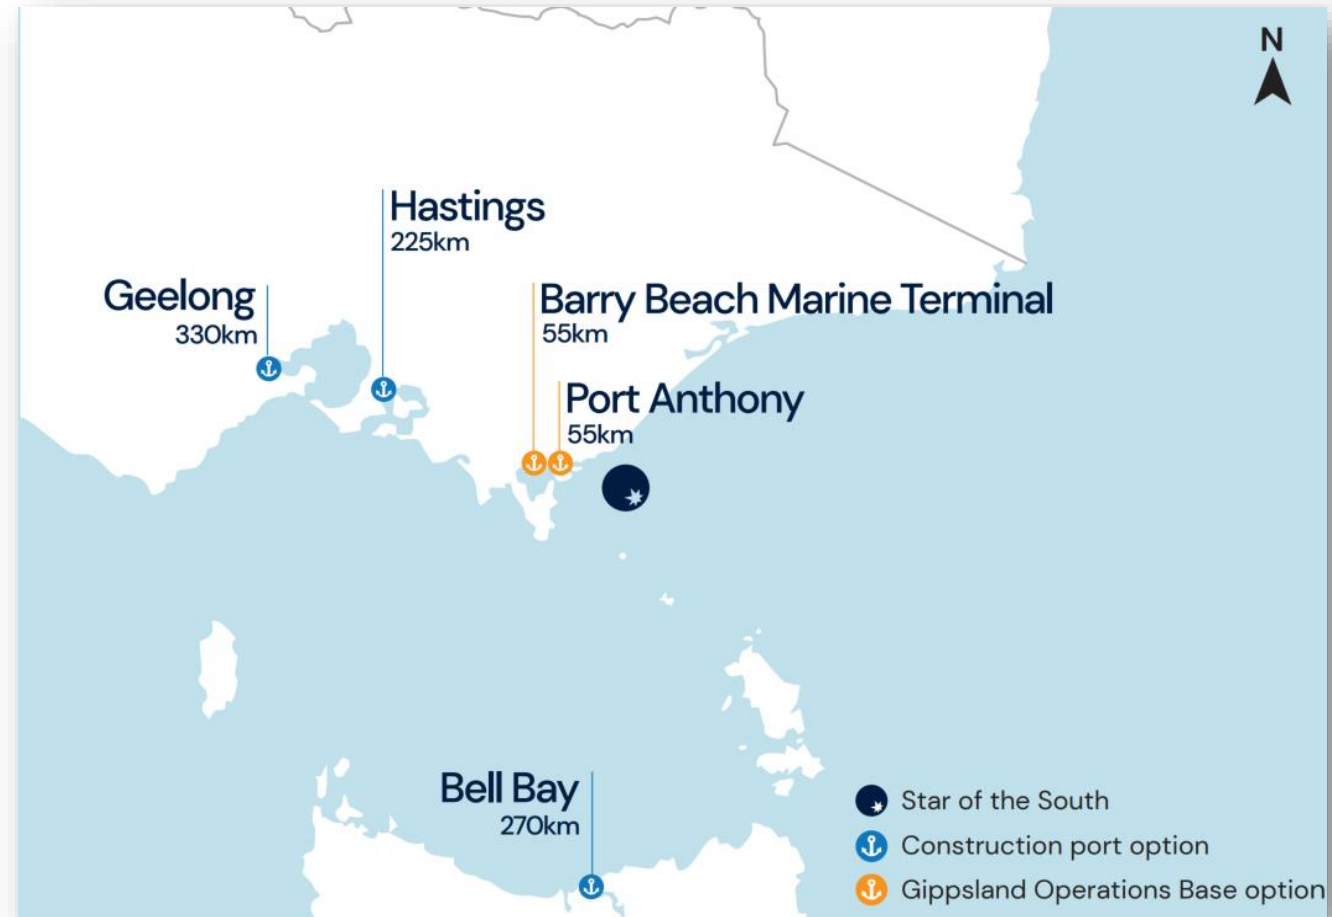 N
Hastings
225km
Geelong
330km
Barry Beach Marine Terminal
55km
Port Anthony
55km
Bell Bay
270km
Star of the South
Construction port option
Gippsland Operations Base option